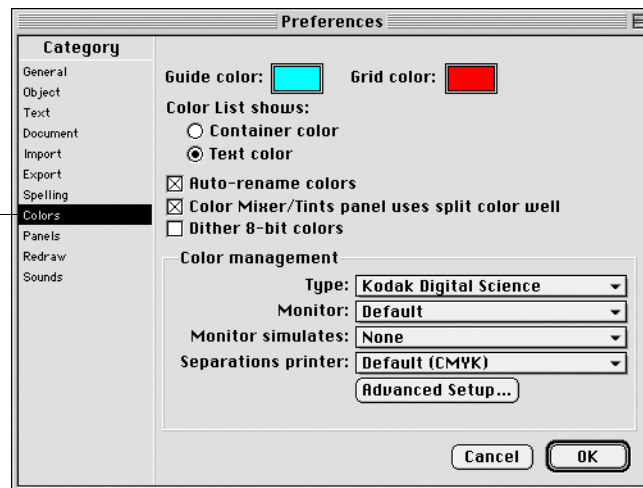 Preferences
Category
General
Object
Text
Document
Import
Export
Spelling
Colors
Panels
Redraw
Sounds
Guide color: Grid color:
Color List shows:
Container color
Text color
Auto-rename colors
Color Mixer/Tints panel uses split color well
Dither 8-bit colors
Color management
Type: Kodak Digital Science
Monitor: Default
Monitor simulates: None
Separations printer: Default (CMYK)
Advanced Setup...
Cancel OK